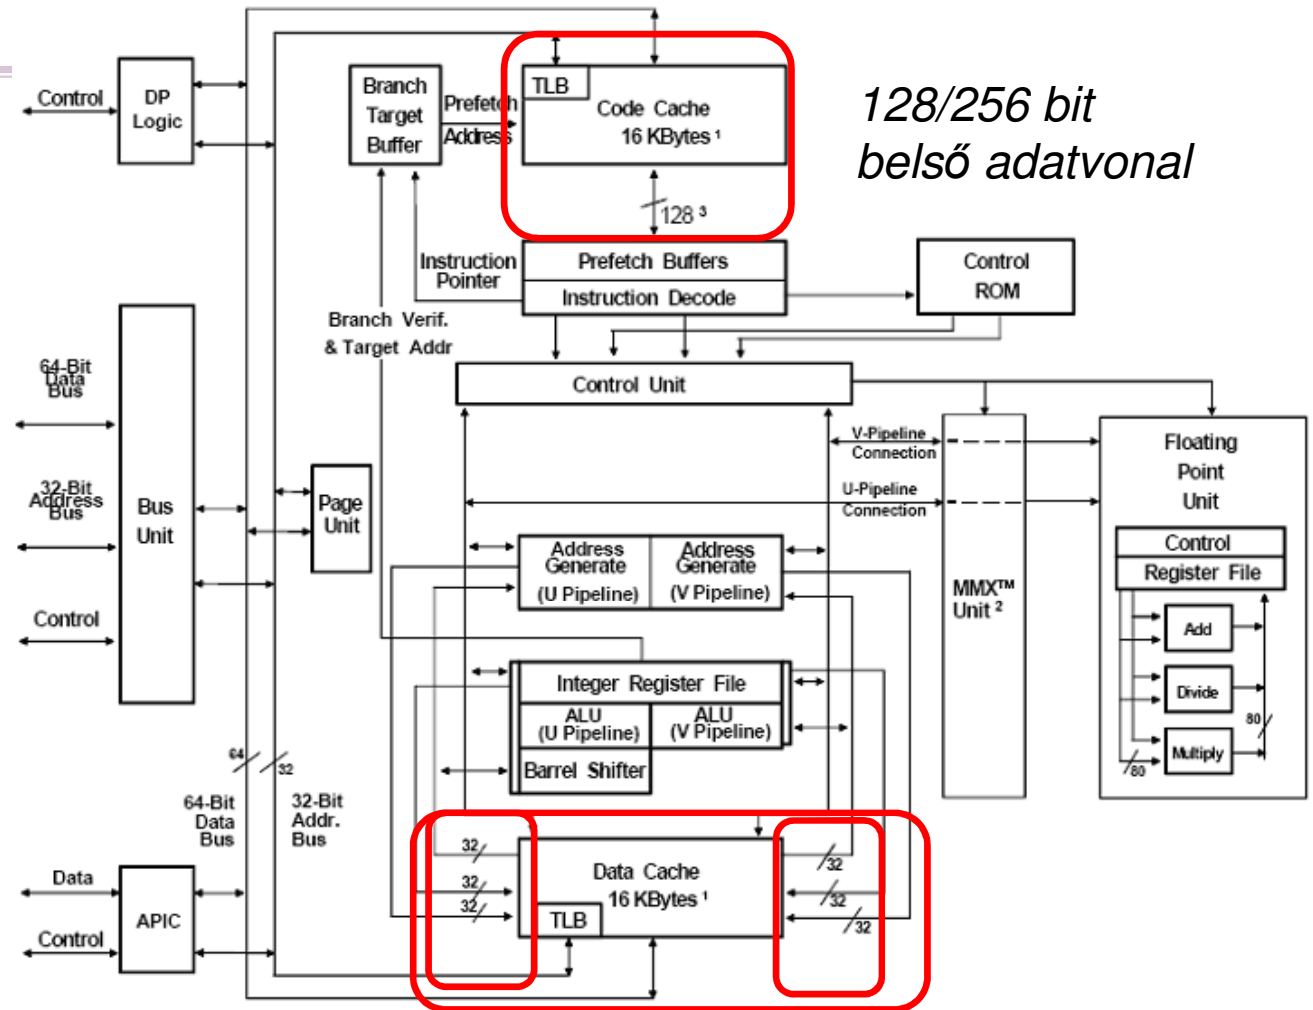 128/256 bit
belső adatvonal
Control
DP
Logic
Branch
Target
Buffer
Prefetch
Address
TLB
Code Cache
16 KBytes ¹
128 ³
Instruction
Pointer
Prefetch Buffers
Instruction Decode
Control
ROM
Branch Verif.
& Target Addr
Control Unit
64-Bit
Data
Bus
32-Bit
Address
Bus
Control
Bus
Unit
Page
Unit
V-Pipeline
Connection
U-Pipeline
Connection
Address
Generate
(U Pipeline)
Address
Generate
(V Pipeline)
MMX™
Unit ²
Floating
Point
Unit
Control
Register File
Add
Divide
Multiply
80
80
Integer Register File
ALU
(U Pipeline)
ALU
(V Pipeline)
Barrel Shifter
64
32
64-Bit
Data
Bus
32-Bit
Addr.
Bus
32
32
32
Data Cache
16 KBytes ¹
TLB
32
32
32
Data
Control
APIC